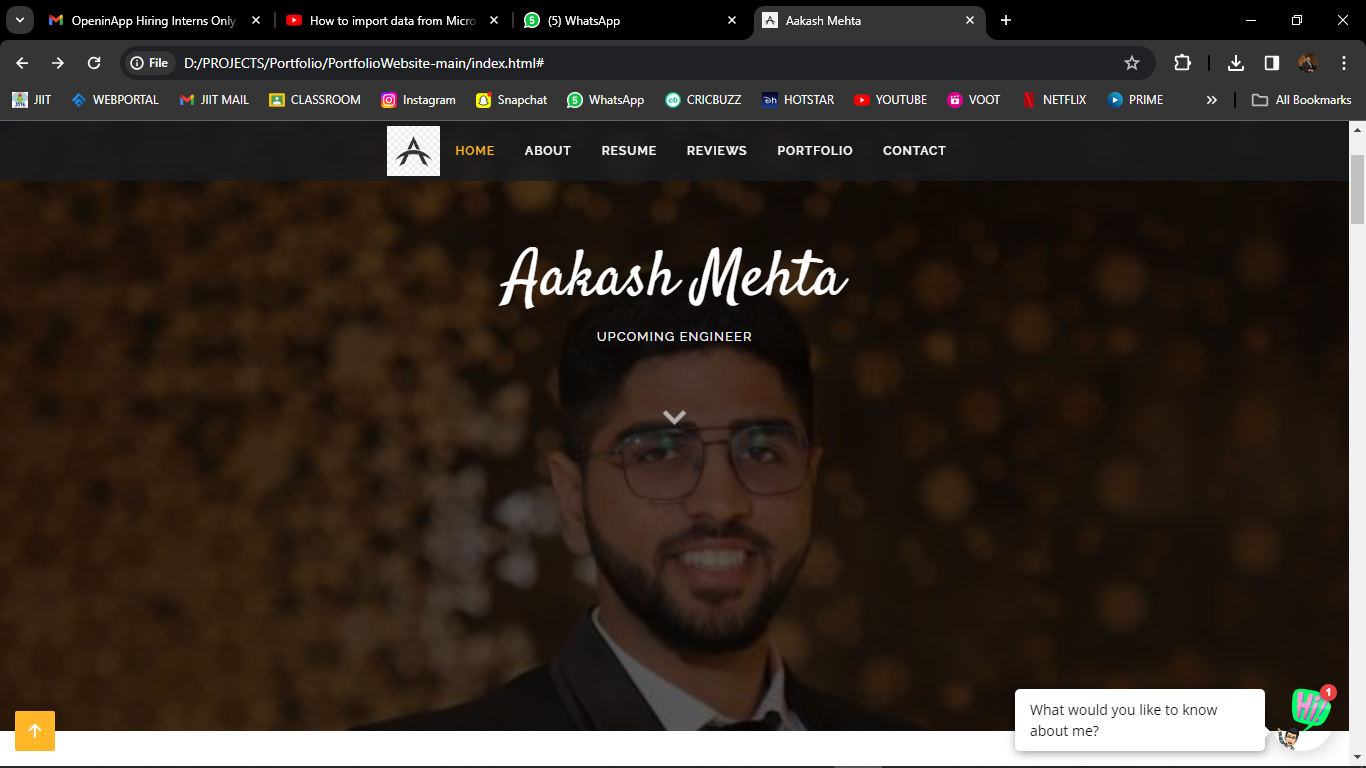 OpeninApp Hiring Interns Only
How to import data from Micro
(5) WhatsApp
Aakash Mehta
File D:/PROJECTS/Portfolio/PortfolioWebsite-main/index.html#
JIIT WEBPORTAL JIIT MAIL CLASSROOM Instagram Snapchat WhatsApp CRICBUZZ HOTSTAR YOUTUBE VOOT NETFLIX PRIME » All Bookmarks
HOME ABOUT RESUME REVIEWS PORTFOLIO CONTACT
Aakash Mehta
UPCOMING ENGINEER
Hi!
1
What would you like to know
about me?